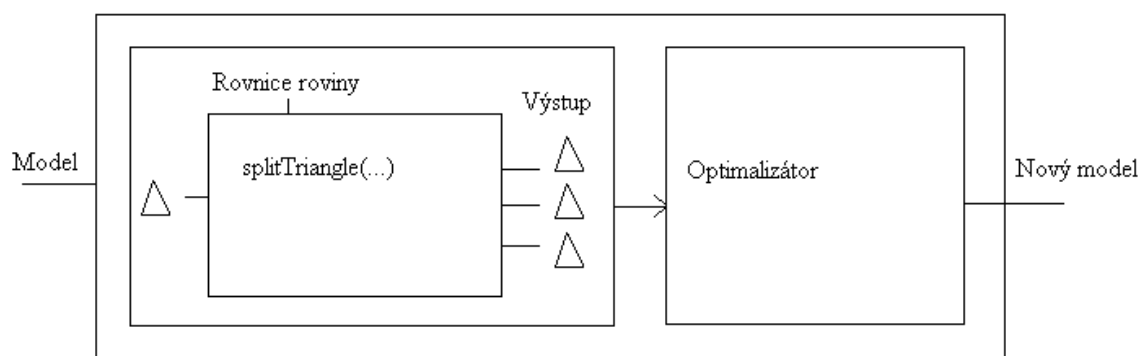 Rovnice roviny
Výstup
Model
splitTriangle(...)
Optimalizátor
Nový model